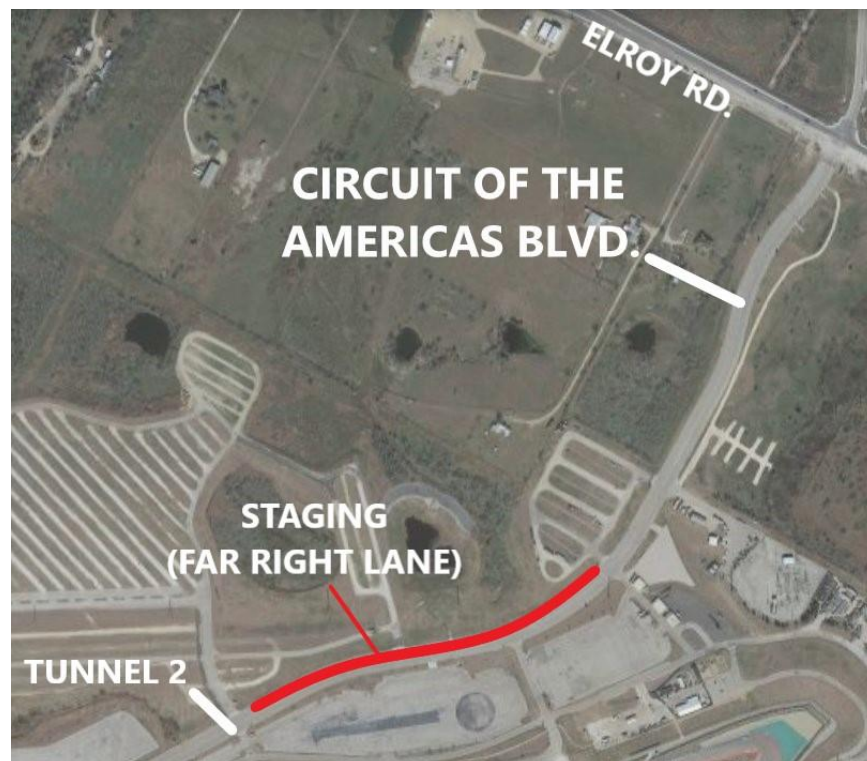 ELROY RD.
CIRCUIT OF THE
AMERICAS BLVD.
STAGING
(FAR RIGHT LANE)
TUNNEL 2